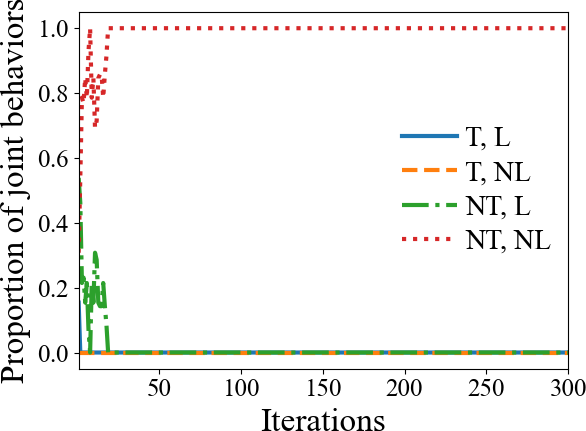 Proportion of joint behaviors
1.0
0.8
0.6
0.4
0.2
0.0
T, L
T, NL
NT, L
NT, NL
50
100
150
200
250
300
Iterations